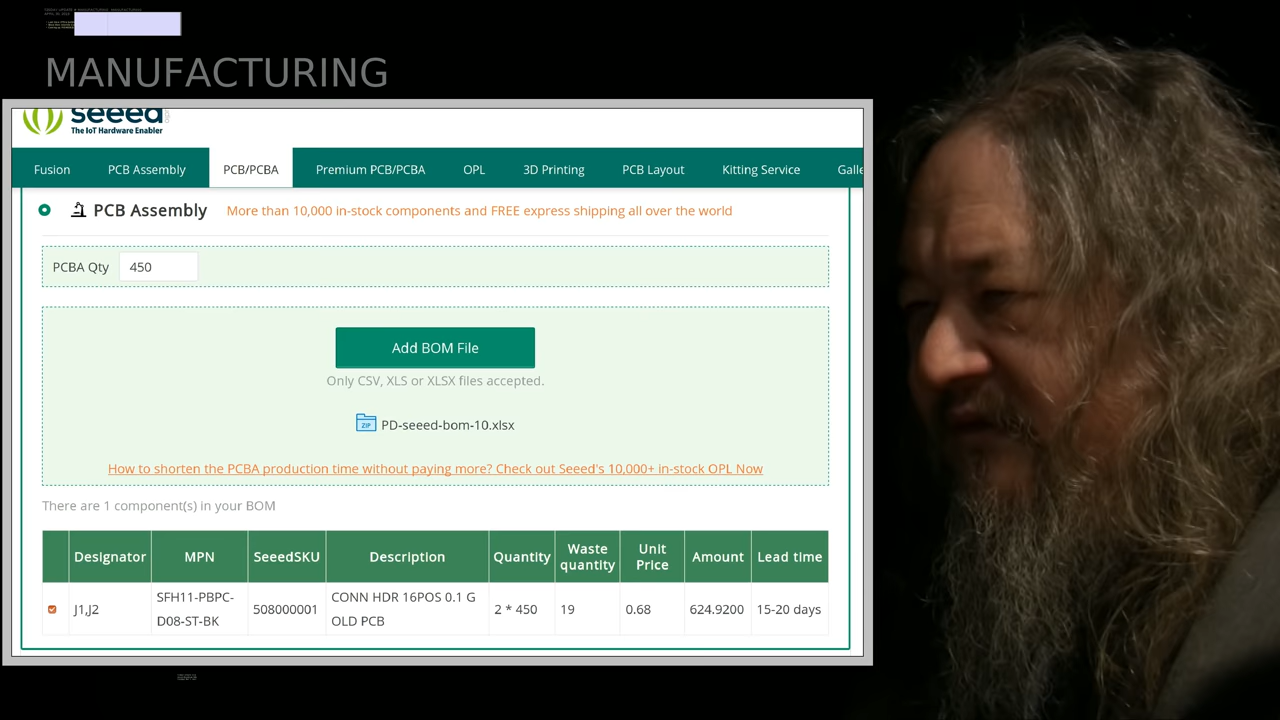 MANUFACTURING
seeed
The IoT Hardware Enabler
Fusion PCB Assembly PCB/PCBA Premium PCB/PCBA OPL 3D Printing PCB Layout Kitting Service Galle
PCB Assembly More than 10,000 in-stock components and FREE express shipping all over the world
PCBA Qty 450
Add BOM File
Only CSV, XLS or XLSX files accepted.
ZIP PD-seeed-bom-10.xlsx
How to shorten the PCBA production time without paying more? Check out Seeed's 10,000+ in-stock OPL Now
There are 1 component(s) in your BOM
Designator MPN SeeedSKU Description Quantity Waste quantity Unit Price Amount Lead time
J1,J2 SFH11-PBPC-D08-ST-BK 508000001 CONN HDR 16POS 0.1 GOLD PCB 2 * 450 19 0.68 624.9200 15-20 days